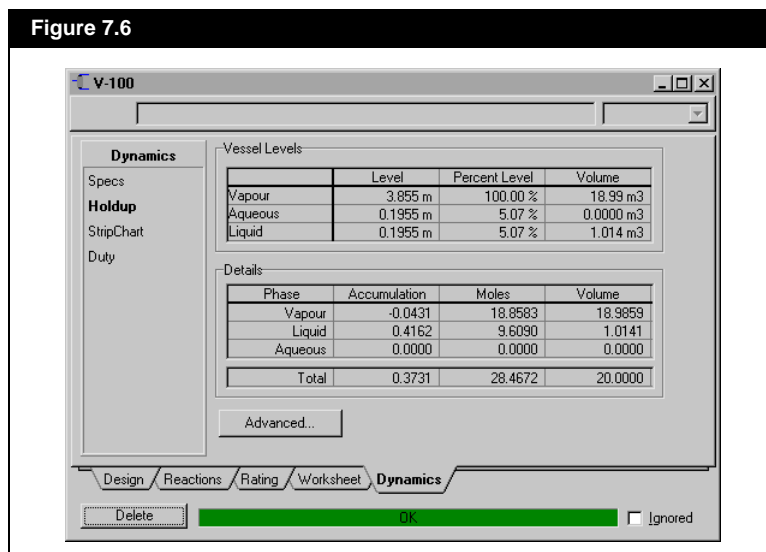 Figure 7.6
V-100
Dynamics
Specs
Holdup
StripChart
Duty
Vessel Levels
Level Percent Level Volume
Vapour 3.855 m 100.00 % 18.99 m3
Aqueous 0.1955 m 5.07 % 0.0000 m3
Liquid 0.1955 m 5.07 % 1.014 m3
Details
Phase Accumulation Moles Volume
Vapour -0.0431 18.8583 18.9859
Liquid 0.4162 9.6090 1.0141
Aqueous 0.0000 0.0000 0.0000
Total 0.3731 28.4672 20.0000
Advanced...
Design Reactions Rating Worksheet Dynamics
Delete OK Ignored